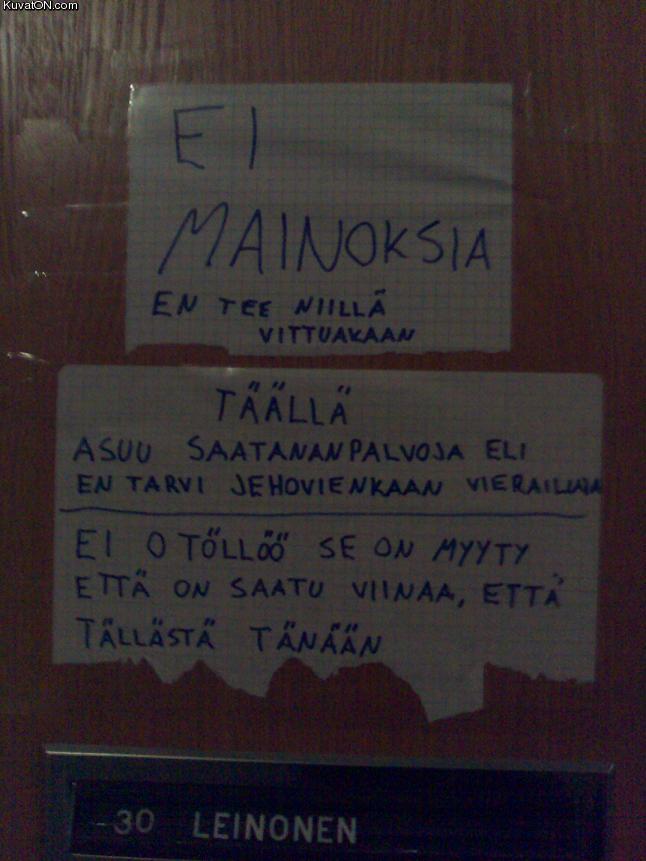 KuvatON.com
EI
MAINOKSIA
EN TEE NIILLÄ
VITTUAKAAN
TÄÄLLÄ
ASUU SAATANANPALVOJA ELI
EN TARVI JEHOVIENKAAN VIERAILUJA
EI O TÖLLÖÖ SE ON MYYTY
ETTÄ ON SAATU VIINAA, ETTÄ
TÄLLÄSTÄ TÄNÄÄN
30 LEINONEN